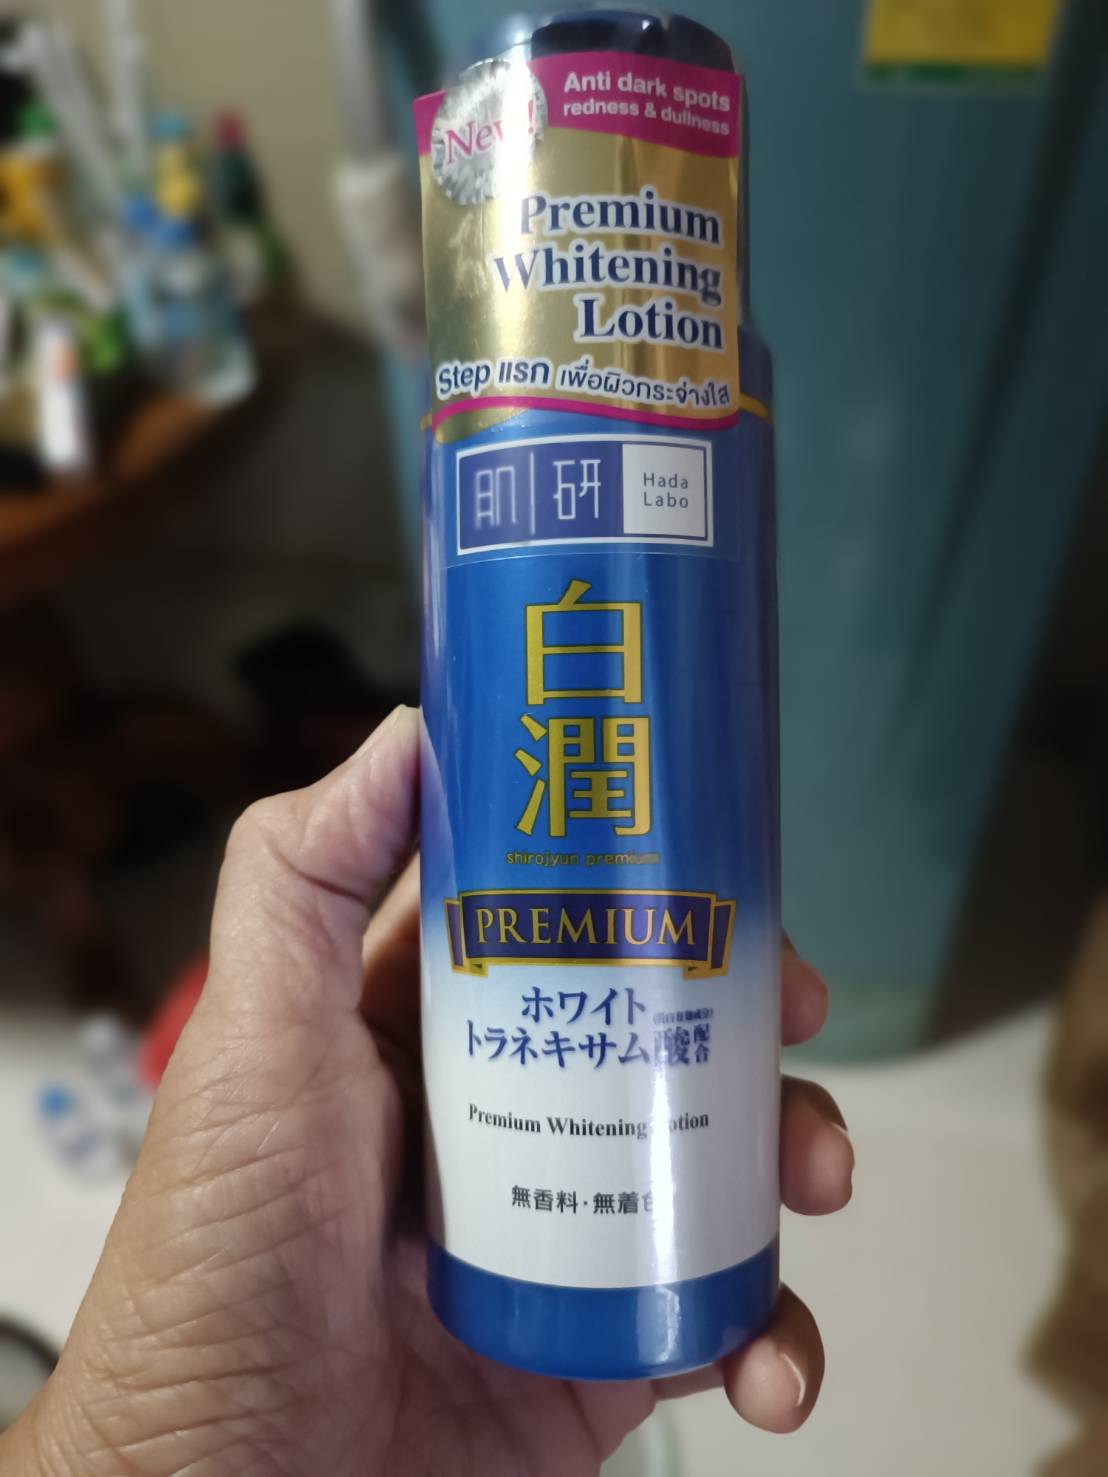 New!
Anti dark spots
redness & dullness
Premium
Whitening
Lotion
Step แรก เพื่อผิวกระจ่างใส
肌研
Hada
Labo
白
潤
shirojyun premium
PREMIUM
ホワイト
トラネキサム酸 配合
Premium Whitening Lotion
無香料・無着色